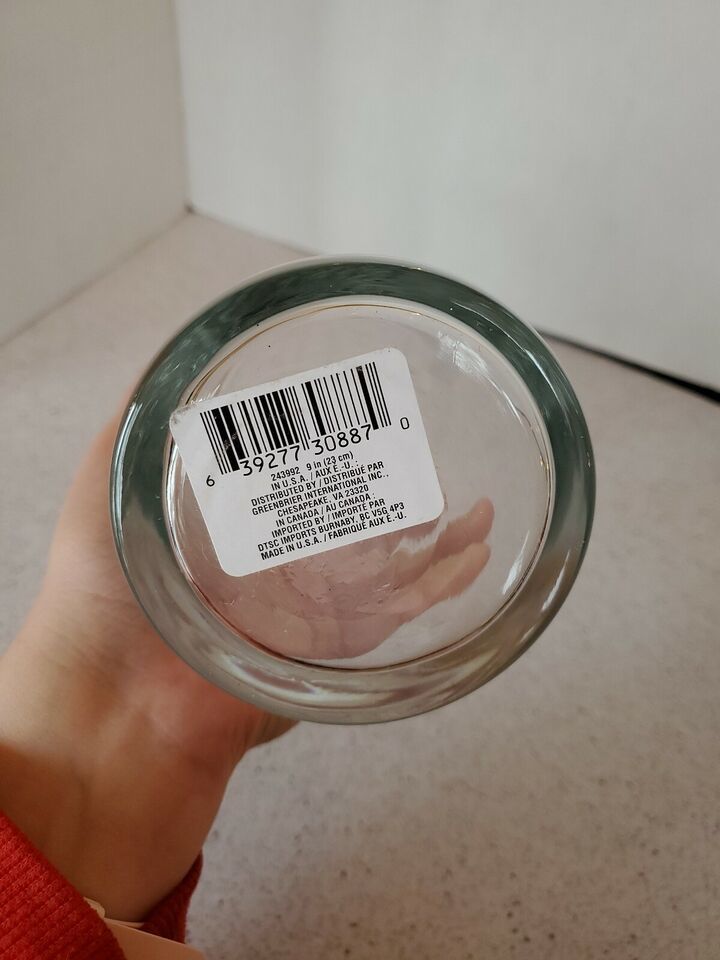 6 39277 30887 0
243992 9 in (23 cm)
IN U.S.A. / AUX É.-U. :
DISTRIBUTED BY / DISTRIBUÉ PAR
GREENBRIER INTERNATIONAL INC.,
CHESAPEAKE, VA 23320
IN CANADA / AU CANADA :
IMPORTED BY / IMPORTÉ PAR
DTSC IMPORTS BURNABY, BC V5G 4P3
MADE IN U.S.A. / FABRIQUÉ AUX É.-U.